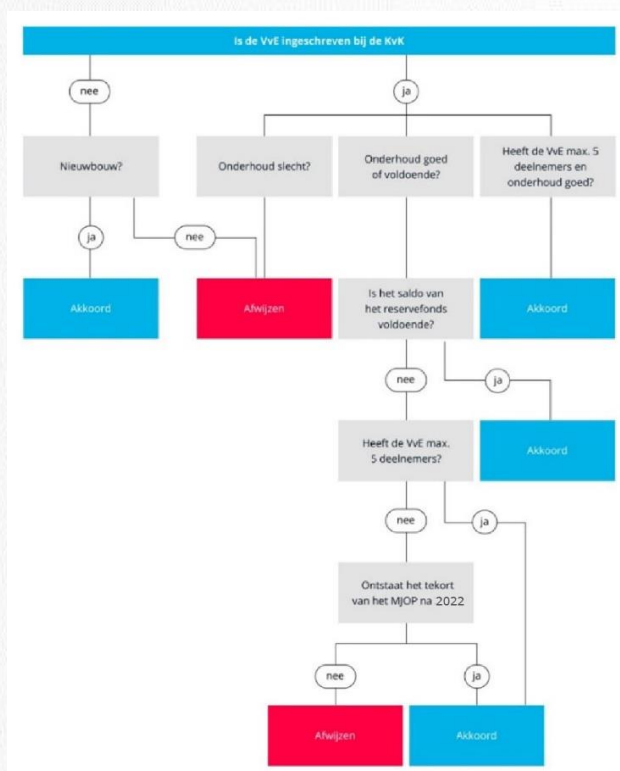 Is de VvE ingeschreven bij de KvK
nee
ja
Nieuwbouw?
Onderhoud slecht?
Onderhoud goed
of voldoende?
Heeft de VvE max. 5
deelnemers en
onderhoud goed?
ja
nee
Akkoord
Afwijzen
Is het saldo van
het reservefonds
voldoende?
Akkoord
nee
ja
Heeft de VvE max.
5 deelnemers?
Akkoord
nee
ja
Ontstaat het tekort
van het MJOP na 2022
nee
ja
Afwijzen
Akkoord